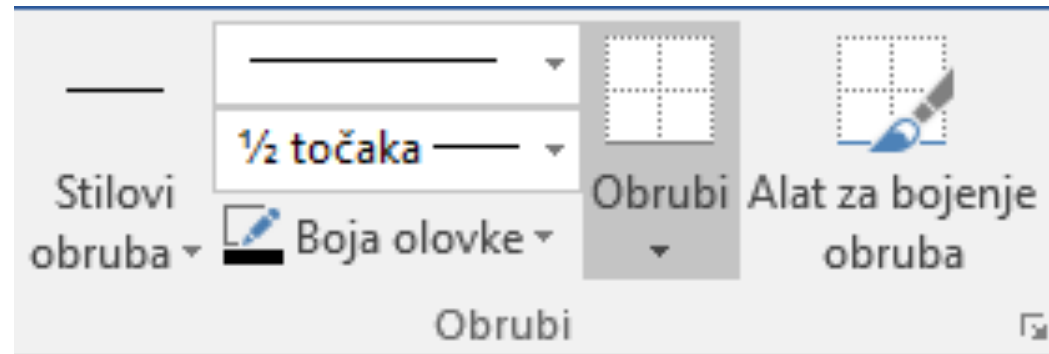 Stilovi
obruba
½ točaka
Boja olovke
Obrubi
Alat za bojenje
obruba
Obrubi